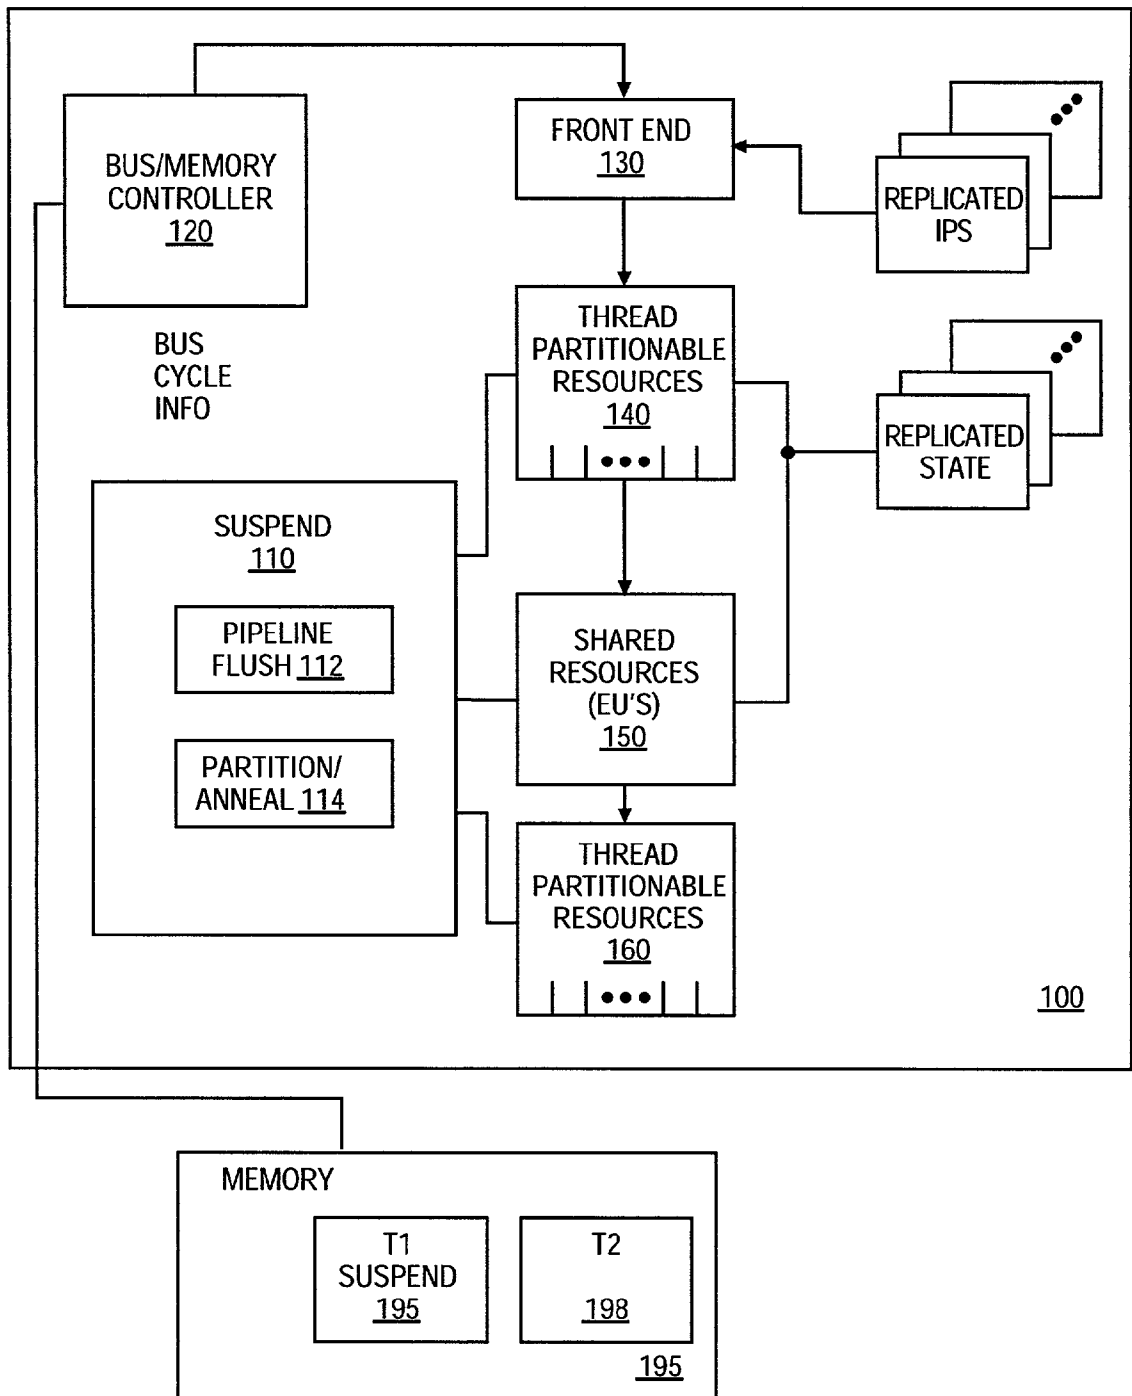 BUS/MEMORY
CONTROLLER
120
FRONT END
130
REPLICATED
IPS
BUS
CYCLE
INFO
THREAD
PARTITIONABLE
RESOURCES
140
REPLICATED
STATE
SUSPEND
110
PIPELINE
FLUSH 112
PARTITION/
ANNEAL 114
SHARED
RESOURCES
(EU'S)
150
THREAD
PARTITIONABLE
RESOURCES
160
100
MEMORY
T1
SUSPEND
195
T2
198
195